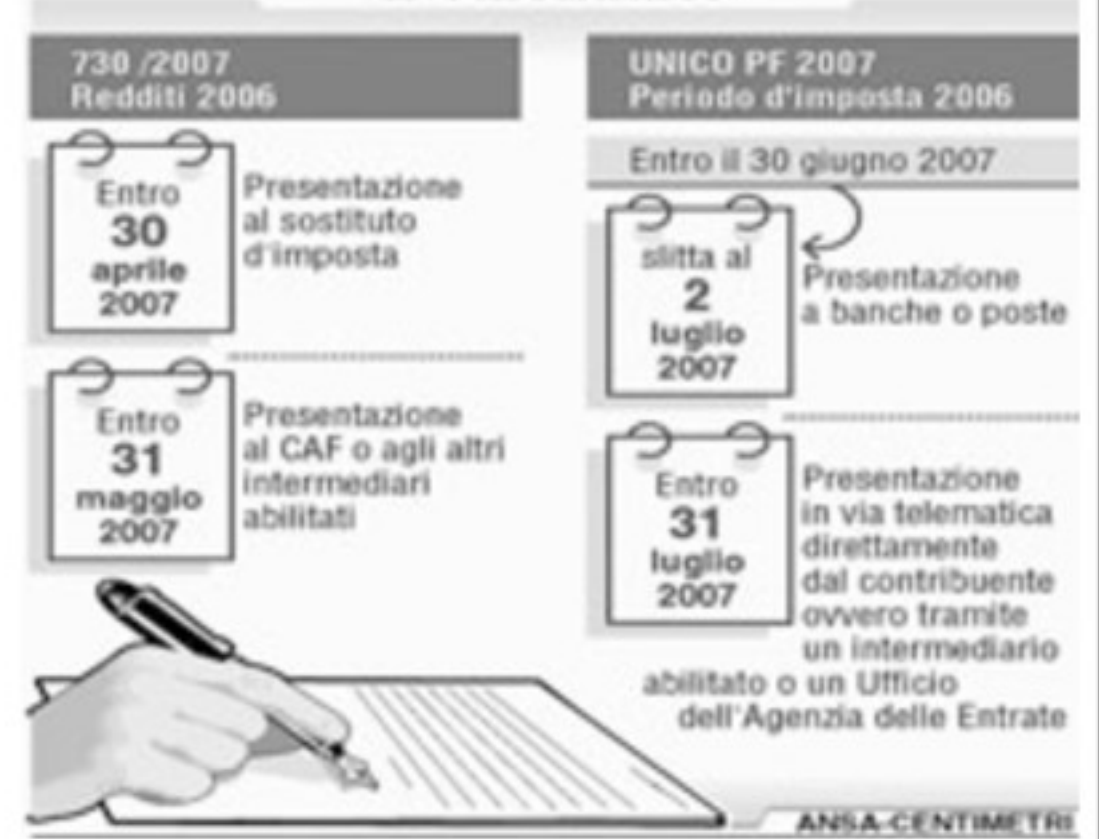 730 /2007
Redditi 2006
Entro
30
aprile
2007
Presentazione
al sostituto
d'imposta
Entro
31
maggio
2007
Presentazione
al CAF o agli altri
intermediari
abilitati
UNICO PF 2007
Periodo d'imposta 2006
Entro il 30 giugno 2007
slitta al
2
luglio
2007
Presentazione
a banche o poste
Entro
31
luglio
2007
Presentazione
in via telematica
direttamente
dal contribuente
ovvero tramite
un intermediario
abilitato o un Ufficio
dell'Agenzia delle Entrate
ANSA-CENTIMETRI